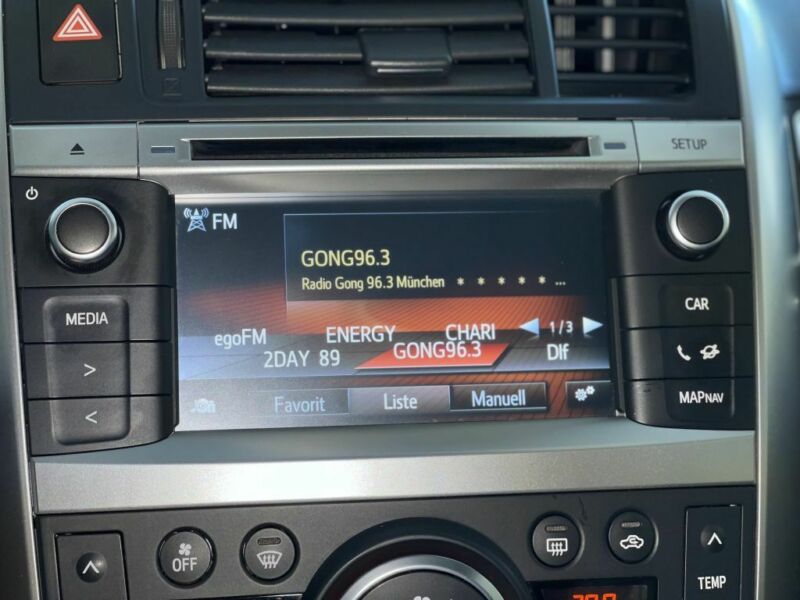 SETUP
FM
GONG96.3
Radio Gong 96.3 München * * * * * ...
MEDIA
CAR
egoFM ENERGY CHARI 1/3
2DAY 89 GONG96.3 Dlf
>
<
MAPNAV
Favorit Liste Manuell
OFF
TEMP